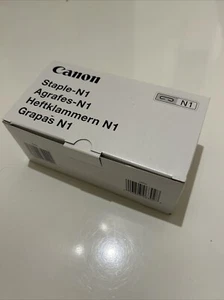 Canon
Staple-N1
Agrafes-N1
Heftklammern N1
Grapas N1
N1